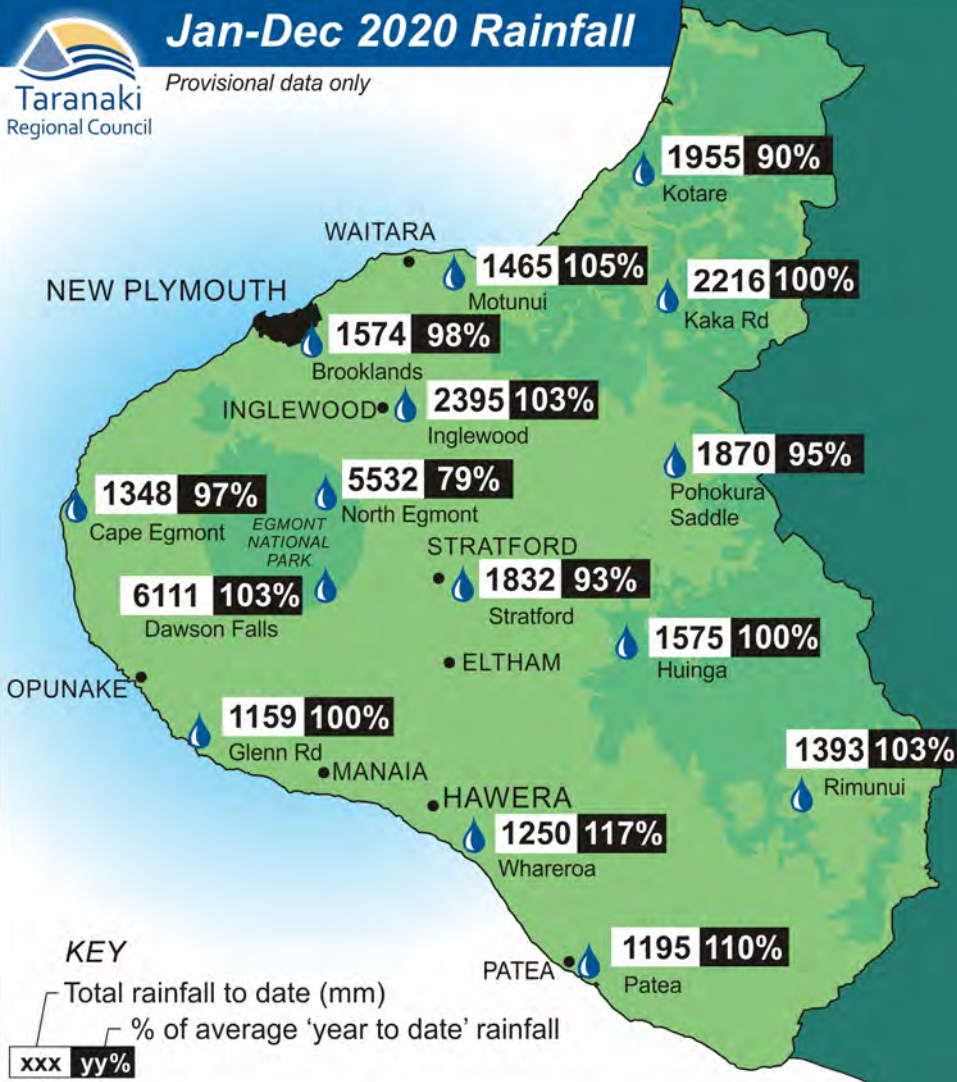 Jan-Dec 2020 Rainfall
Taranaki
Regional Council
Provisional data only
1955 90%
Kotare
WAITARA
1465 105%
Motunui
2216 100%
Kaka Rd
NEW PLYMOUTH
1574 98%
Brooklands
INGLEWOOD
2395 103%
Inglewood
1870 95%
Pohokura
Saddle
1348 97%
Cape Egmont
5532 79%
North Egmont
EGMONT
NATIONAL
PARK
STRATFORD
1832 93%
Stratford
6111 103%
Dawson Falls
1575 100%
Huinga
ELTHAM
OPUNAKE
1159 100%
Glenn Rd
1393 103%
Rimunui
MANAIA
HAWERA
1250 117%
Whareroa
1195 110%
Patea
PATEA
KEY
Total rainfall to date (mm)
% of average ‘year to date’ rainfall
xxx yy%